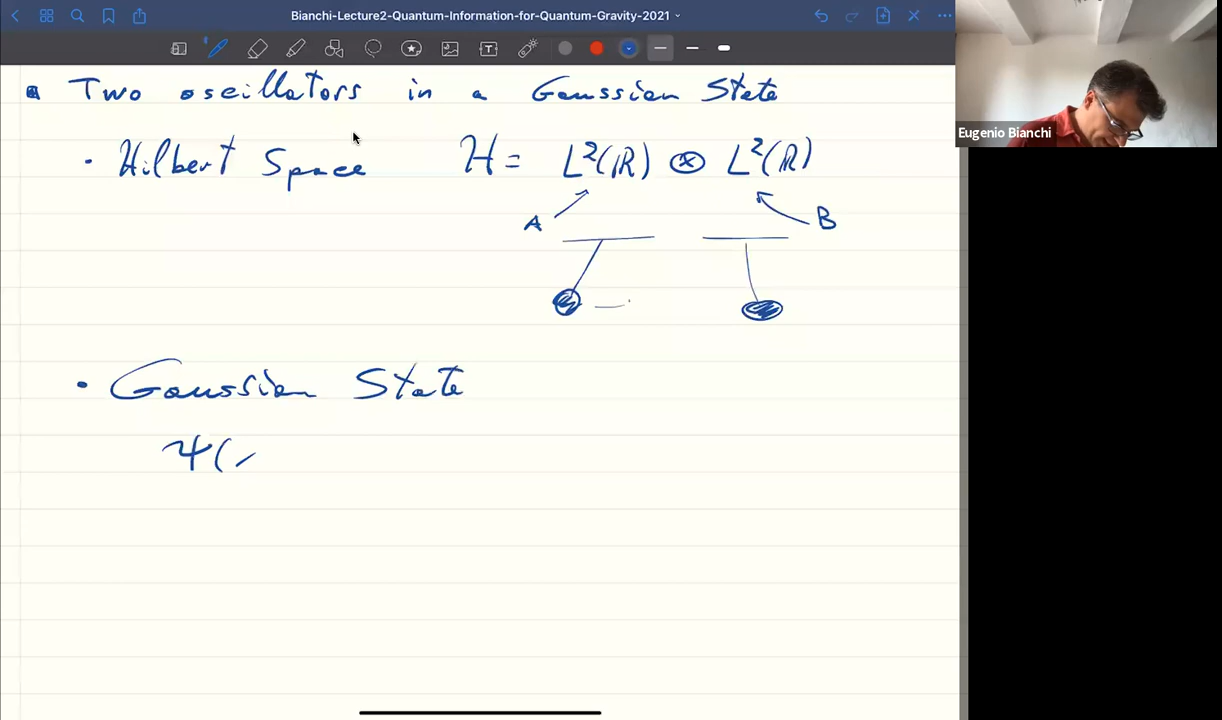 Bianchi-Lecture2-Quantum-Information-for-Quantum-Gravity-2021
Eugenio Bianchi
Two oscillators in a Gaussian State
• Hilbert Space H = L²(ℝ) ⊗ L²(ℝ)
A B
• Gaussian State
Ψ(